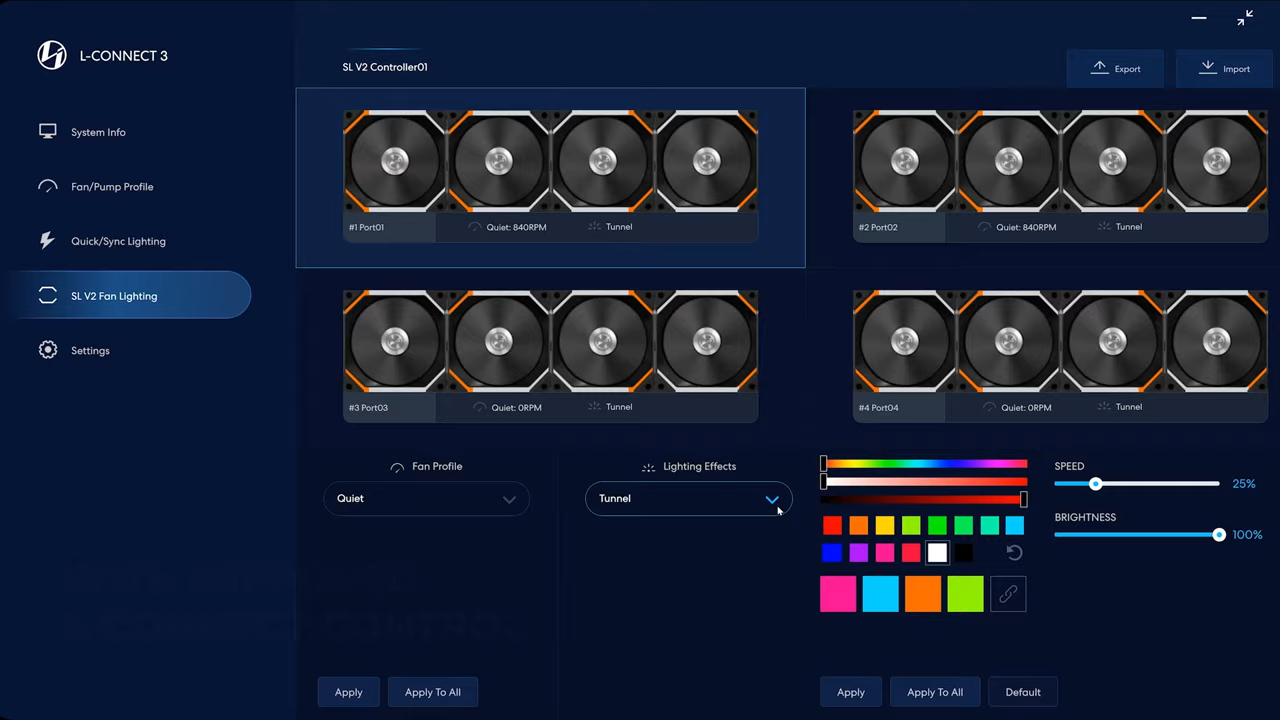 L-CONNECT 3
System Info
Fan/Pump Profile
Quick/Sync Lighting
SL V2 Fan Lighting
Settings
SL V2 Controller01
Export
Import
#1 Port01
Quiet: 840RPM
Tunnel
#2 Port02
Quiet: 840RPM
Tunnel
#3 Port03
Quiet: 0RPM
Tunnel
#4 Port04
Quiet: 0RPM
Tunnel
Fan Profile
Quiet
Apply
Apply To All
Lighting Effects
Tunnel
SPEED
25%
BRIGHTNESS
100%
Apply
Apply To All
Default